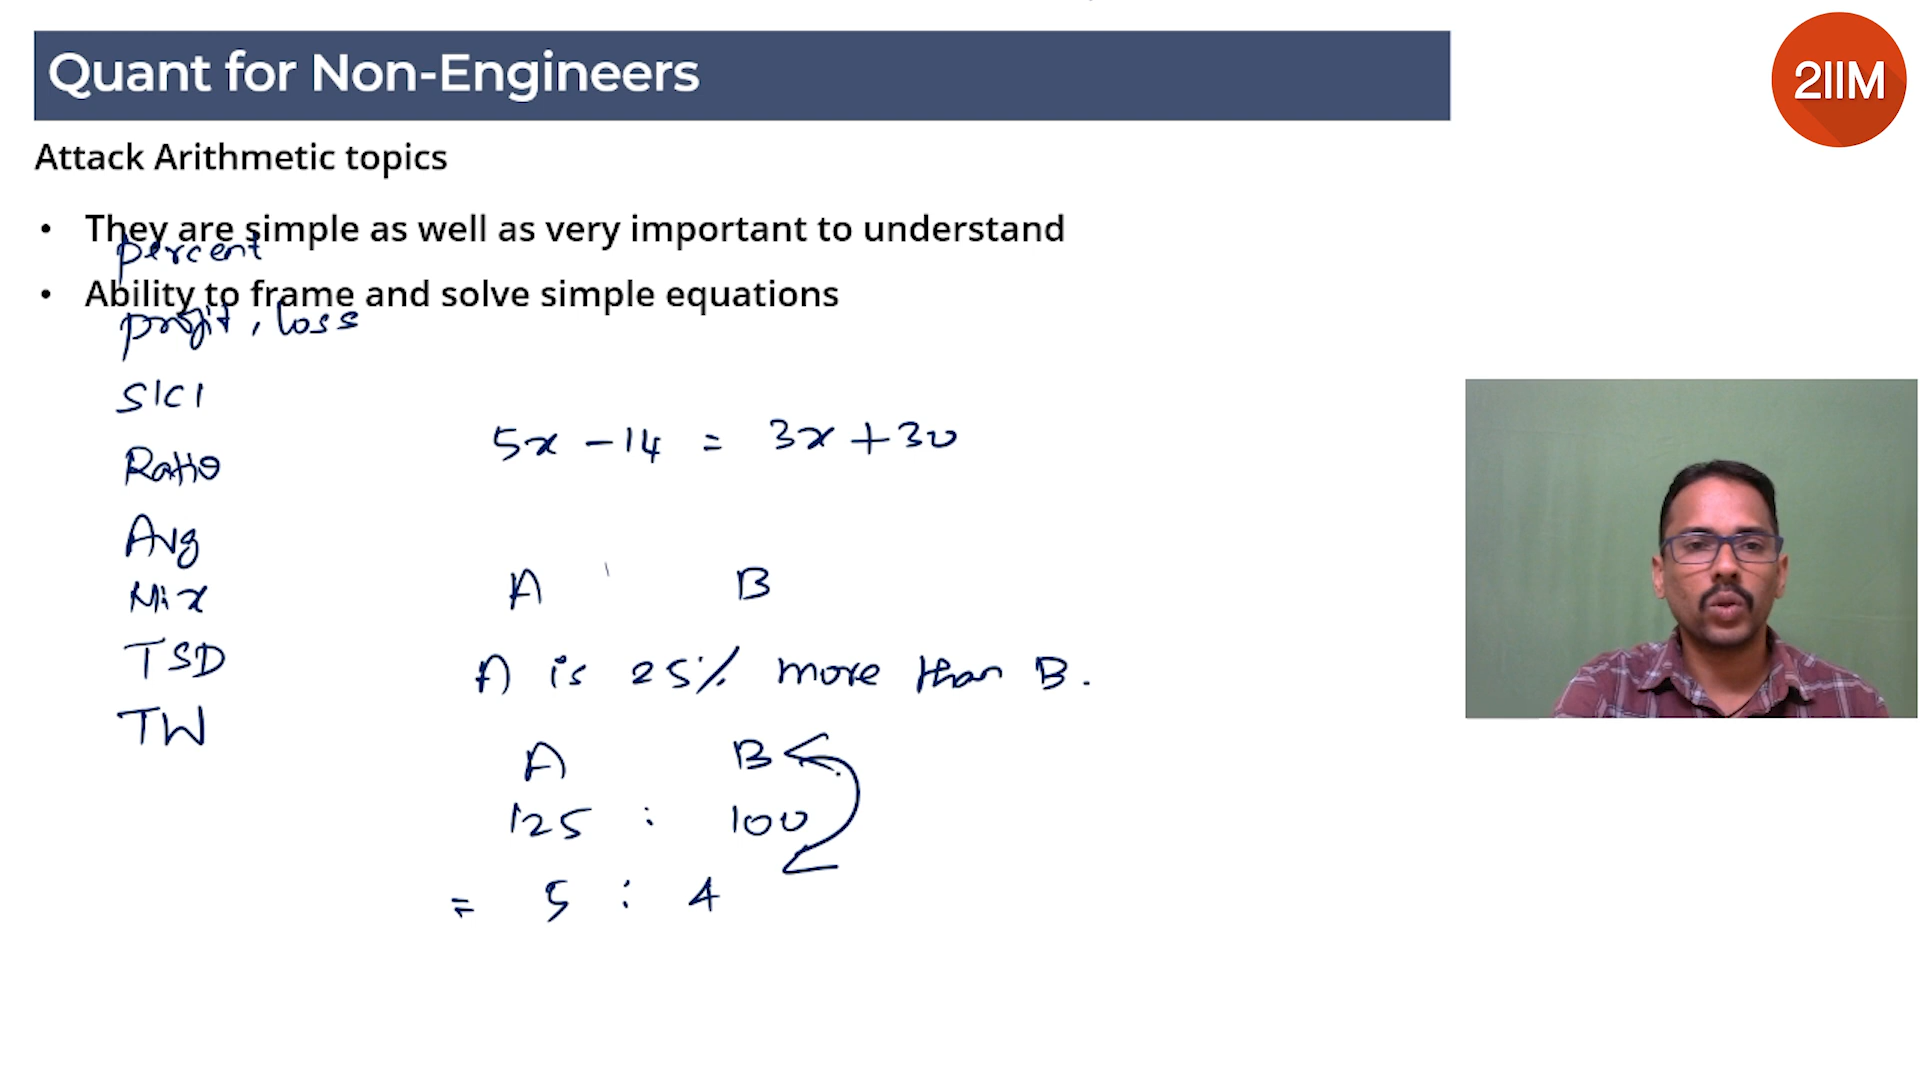 Quant for Non-Engineers
2IIM
Attack Arithmetic topics
• They are simple as well as very important to understand
percent
• Ability to frame and solve simple equations
profit, loss
SICI
Ratio
Avg
Mix
TSD
TW
5x - 14 = 3x + 30
A B
A is 25% more than B.
A B
125 : 100
= 5 : 4